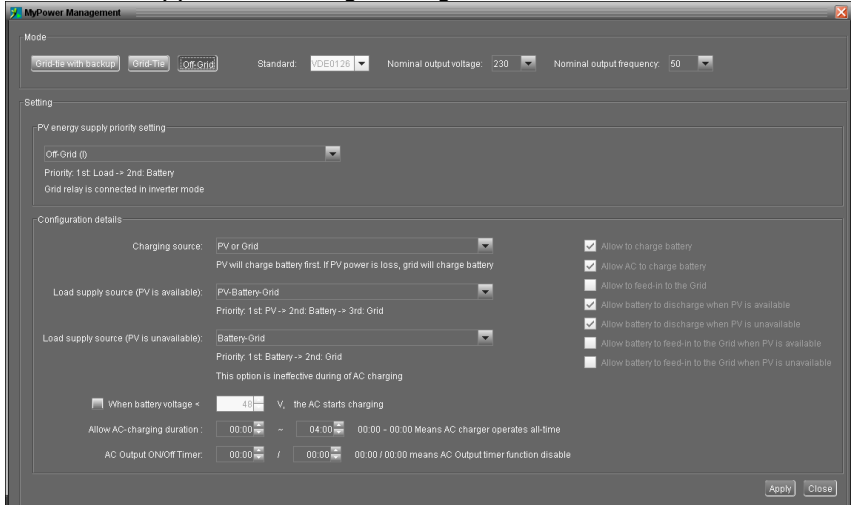 MyPower Management
Mode
Grid-tie with backup Grid-Tie Off-Grid Standard: VDE0126 Nominal output voltage: 230 Nominal output frequency: 50
Setting
PV energy supply priority setting
Off-Grid (I)
Priority: 1st: Load -> 2nd: Battery
Grid relay is connected in inverter mode
Configuration details
Charging source: PV or Grid
PV will charge battery first. If PV power is loss, grid will charge battery
Load supply source (PV is available): PV-Battery-Grid
Priority: 1st: PV -> 2nd: Battery -> 3rd: Grid
Load supply source (PV is unavailable): Battery-Grid
Priority: 1st: Battery -> 2nd: Grid
This option is ineffective during of AC charging
Allow to charge battery
Allow AC to charge battery
Allow to feed-in to the Grid
Allow battery to discharge when PV is available
Allow battery to discharge when PV is unavailable
Allow battery to feed-in to the Grid when PV is available
Allow battery to feed-in to the Grid when PV is unavailable
When battery voltage < 48 V, the AC starts charging
Allow AC-charging duration : 00:00 ~ 04:00 00:00 - 00:00 Means AC charger operates all-time
AC Output ON/Off Timer: 00:00 / 00:00 00:00 / 00:00 means AC Output timer function disable
Apply Close